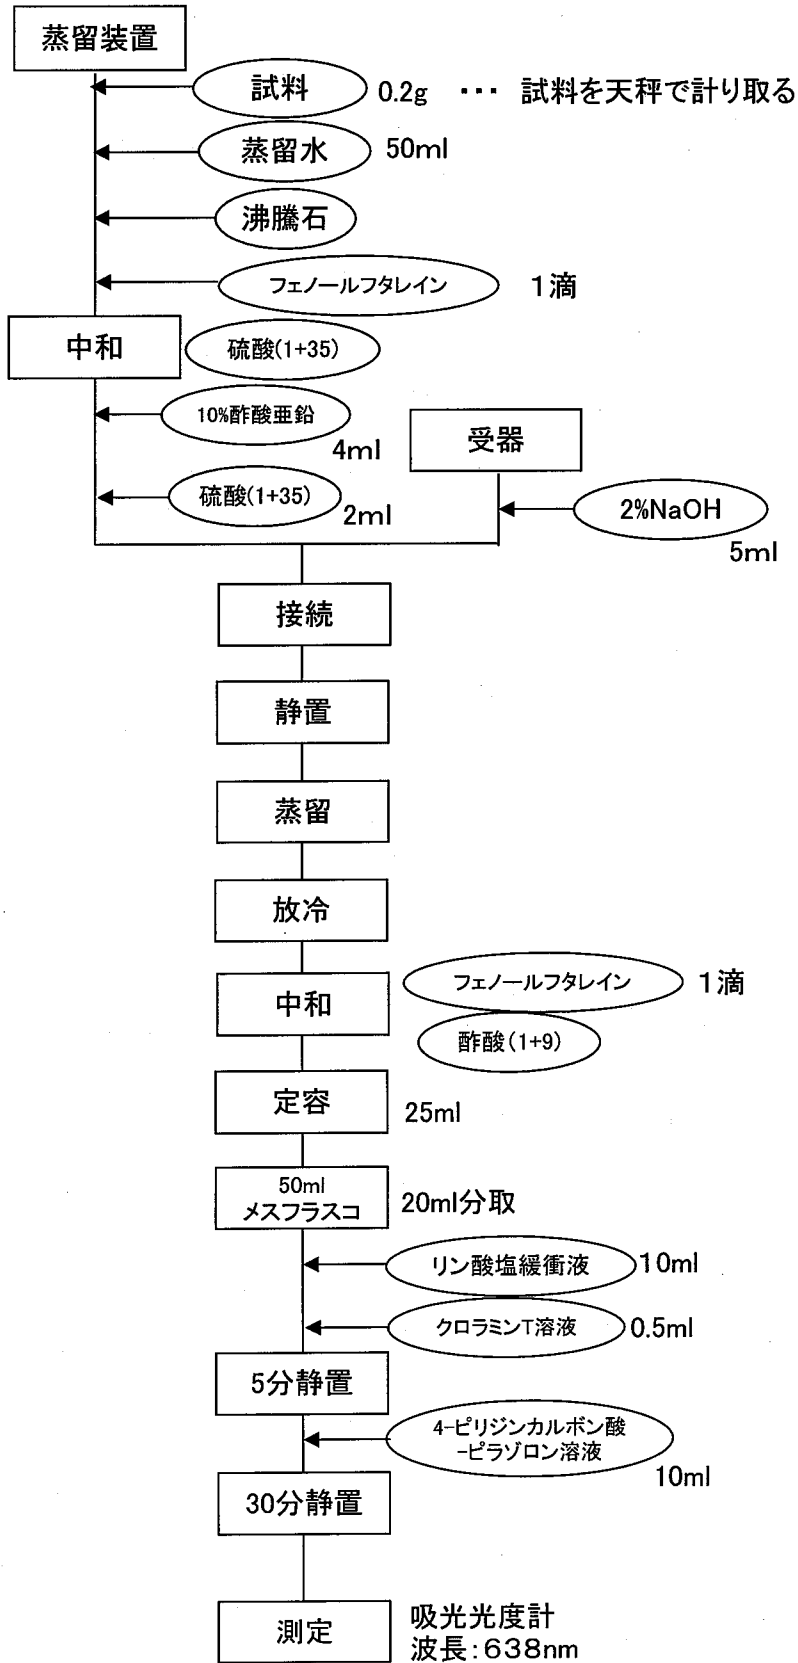 蒸留装置
試料 0.2g ・・・ 試料を天秤で計り取る
蒸留水 50ml
沸騰石
フェノールフタレイン 1滴
中和 硫酸(1+35)
10%酢酸亜鉛
4ml
受器
硫酸(1+35)
2ml
2%NaOH
5ml
接続
静置
蒸留
放冷
中和
フェノールフタレイン 1滴
酢酸(1+9)
定容 25ml
50ml
メスフラスコ
20ml分取
リン酸塩緩衝液 10ml
クロラミンT溶液 0.5ml
5分静置
4-ピリジンカルボン酸
-ピラゾロン溶液
10ml
30分静置
測定
吸光光度計
波長:638nm